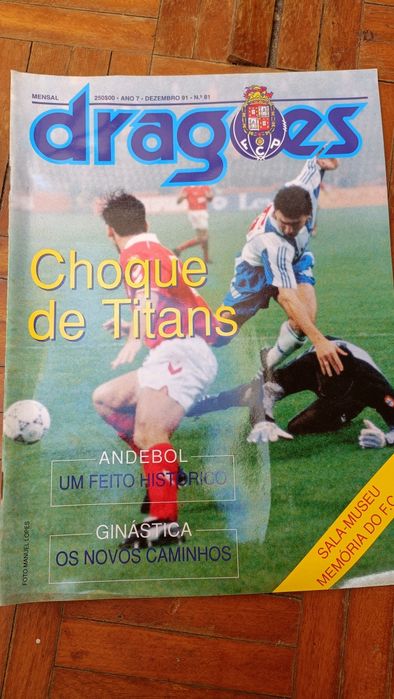 MENSAL
250$00 • ANO 7 • DEZEMBRO 91 • N.º 81
dragões
F C P
Choque
de Titans
ANDEBOL
UM FEITO HISTÓRICO
GINÁSTICA
OS NOVOS CAMINHOS
SALA-MUSEU
MEMÓRIA DO F.C
FOTO MANUEL LOPES